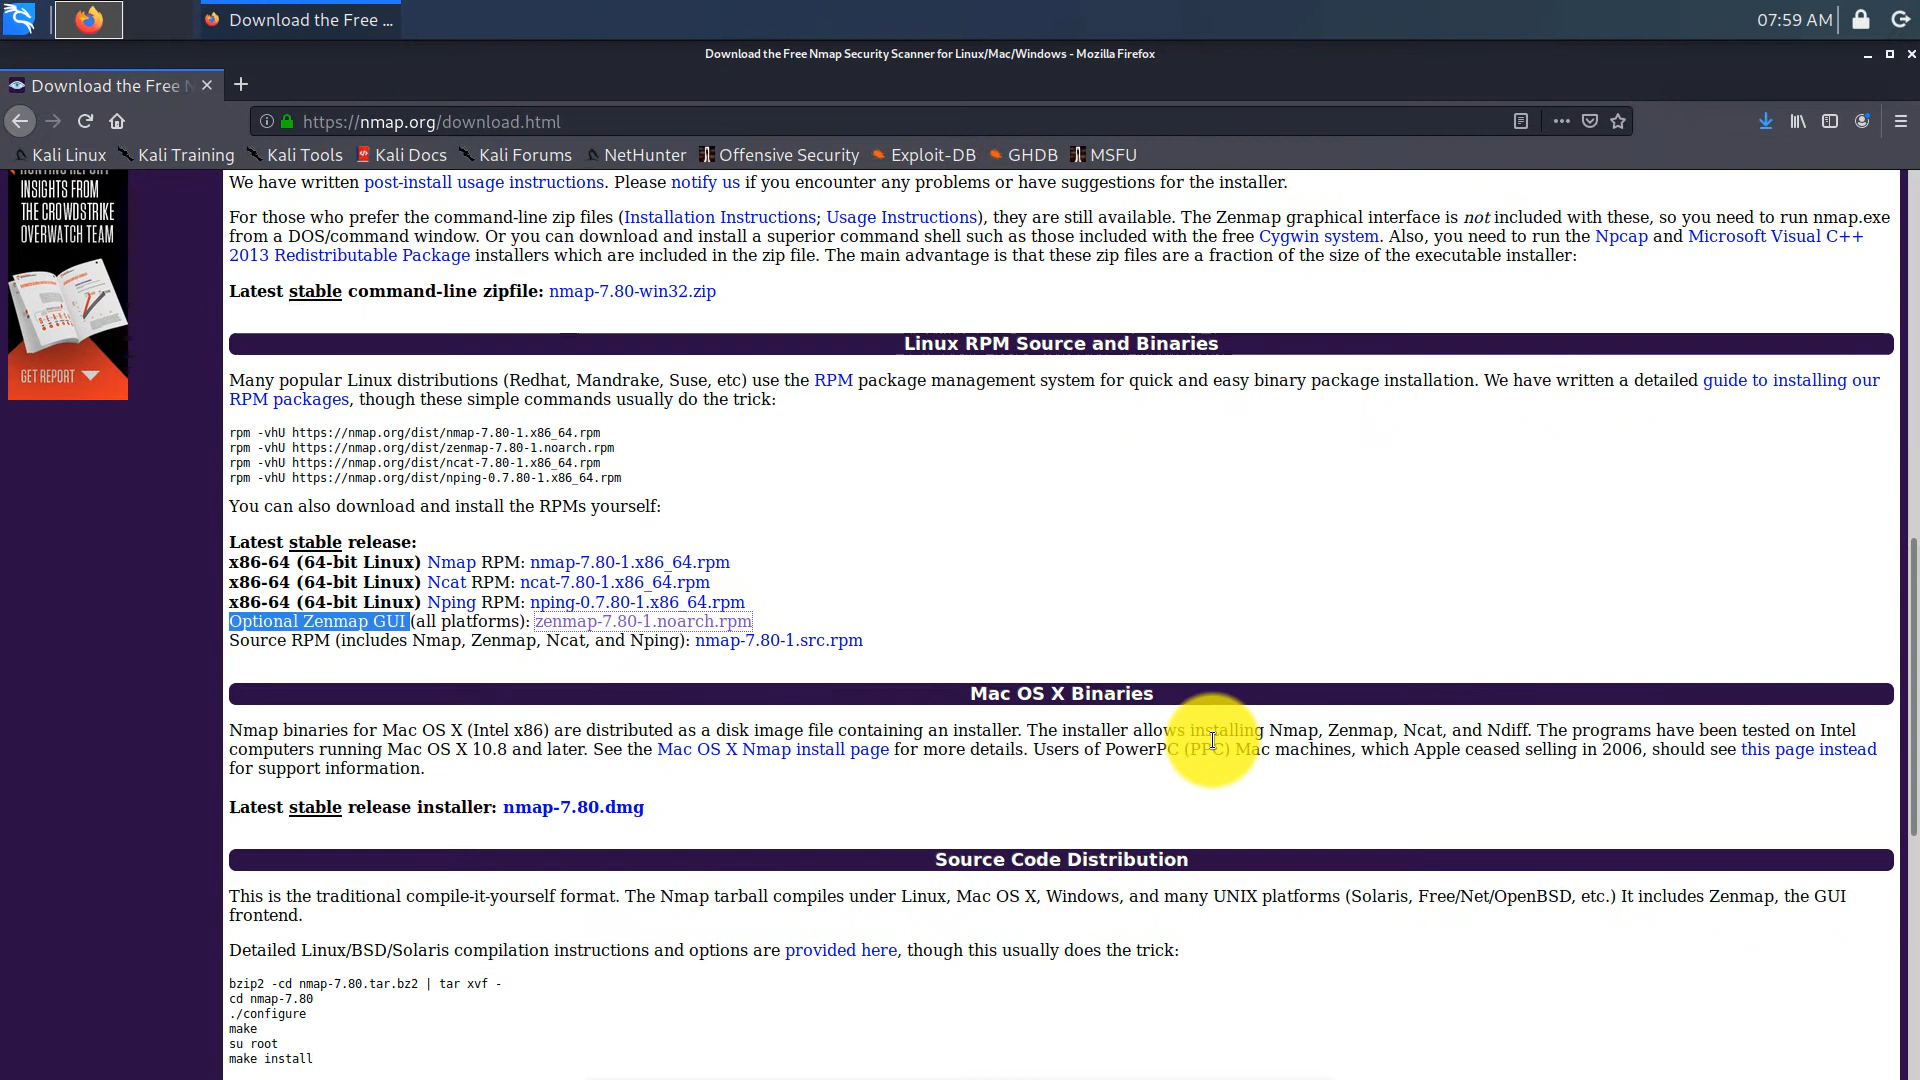 Download the Free ...
07:59 AM
Download the Free Nmap Security Scanner for Linux/Mac/Windows - Mozilla Firefox
Download the Free N
https://nmap.org/download.html
Kali Linux
Kali Training
Kali Tools
Kali Docs
Kali Forums
NetHunter
Offensive Security
Exploit-DB
GHDB
MSFU
INSIGHTS FROM
THE CROWDSTRIKE
OVERWATCH TEAM
GET REPORT
We have written post-install usage instructions. Please notify us if you encounter any problems or have suggestions for the installer.
For those who prefer the command-line zip files (Installation Instructions; Usage Instructions), they are still available. The Zenmap graphical interface is not included with these, so you need to run nmap.exe
from a DOS/command window. Or you can download and install a superior command shell such as those included with the free Cygwin system. Also, you need to run the Npcap and Microsoft Visual C++
2013 Redistributable Package installers which are included in the zip file. The main advantage is that these zip files are a fraction of the size of the executable installer:
Latest stable command-line zipfile: nmap-7.80-win32.zip
Linux RPM Source and Binaries
Many popular Linux distributions (Redhat, Mandrake, Suse, etc) use the RPM package management system for quick and easy binary package installation. We have written a detailed guide to installing our
RPM packages, though these simple commands usually do the trick:
rpm -vhU https://nmap.org/dist/nmap-7.80-1.x86_64.rpm
rpm -vhU https://nmap.org/dist/zenmap-7.80-1.noarch.rpm
rpm -vhU https://nmap.org/dist/ncat-7.80-1.x86_64.rpm
rpm -vhU https://nmap.org/dist/nping-0.7.80-1.x86_64.rpm
You can also download and install the RPMs yourself:
Latest stable release:
x86-64 (64-bit Linux) Nmap RPM: nmap-7.80-1.x86_64.rpm
x86-64 (64-bit Linux) Ncat RPM: ncat-7.80-1.x86_64.rpm
x86-64 (64-bit Linux) Nping RPM: nping-0.7.80-1.x86_64.rpm
Optional Zenmap GUI (all platforms): zenmap-7.80-1.noarch.rpm
Source RPM (includes Nmap, Zenmap, Ncat, and Nping): nmap-7.80-1.src.rpm
Mac OS X Binaries
Nmap binaries for Mac OS X (Intel x86) are distributed as a disk image file containing an installer. The installer allows installing Nmap, Zenmap, Ncat, and Ndiff. The programs have been tested on Intel
computers running Mac OS X 10.8 and later. See the Mac OS X Nmap install page for more details. Users of PowerPC (PPC) Mac machines, which Apple ceased selling in 2006, should see this page instead
for support information.
Latest stable release installer: nmap-7.80.dmg
Source Code Distribution
This is the traditional compile-it-yourself format. The Nmap tarball compiles under Linux, Mac OS X, Windows, and many UNIX platforms (Solaris, Free/Net/OpenBSD, etc.) It includes Zenmap, the GUI
frontend.
Detailed Linux/BSD/Solaris compilation instructions and options are provided here, though this usually does the trick:
bzip2 -cd nmap-7.80.tar.bz2 | tar xvf -
cd nmap-7.80
./configure
make
su root
make install